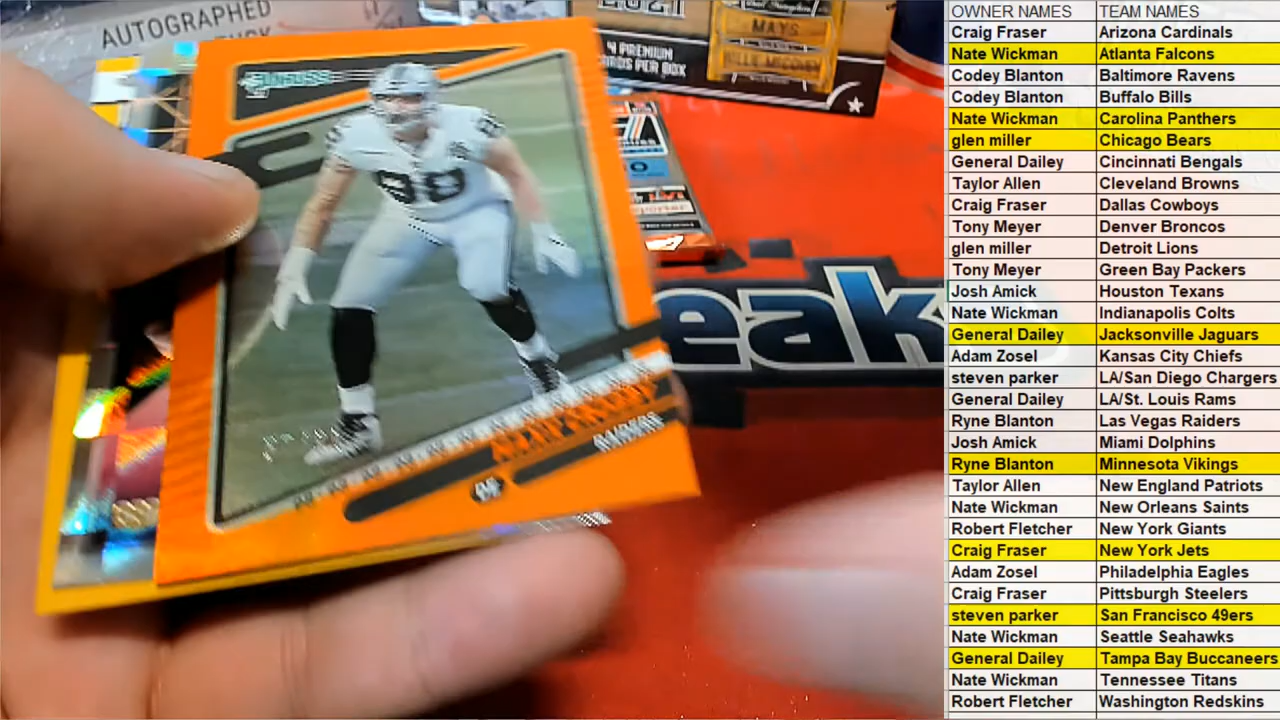 AUTOGRAPHED
2021
MAYS
WILLIE MCCOVEY
PREMIUM
CARDS PER BOX
DONRUSS
98
RAIDERS
eak
OWNER NAMES TEAM NAMES
Craig Fraser Arizona Cardinals
Nate Wickman Atlanta Falcons
Codey Blanton Baltimore Ravens
Codey Blanton Buffalo Bills
Nate Wickman Carolina Panthers
glen miller Chicago Bears
General Dailey Cincinnati Bengals
Taylor Allen Cleveland Browns
Craig Fraser Dallas Cowboys
Tony Meyer Denver Broncos
glen miller Detroit Lions
Tony Meyer Green Bay Packers
Josh Amick Houston Texans
Nate Wickman Indianapolis Colts
General Dailey Jacksonville Jaguars
Adam Zosel Kansas City Chiefs
steven parker LA/San Diego Chargers
General Dailey LA/St. Louis Rams
Ryne Blanton Las Vegas Raiders
Josh Amick Miami Dolphins
Ryne Blanton Minnesota Vikings
Taylor Allen New England Patriots
Nate Wickman New Orleans Saints
Robert Fletcher New York Giants
Craig Fraser New York Jets
Adam Zosel Philadelphia Eagles
Craig Fraser Pittsburgh Steelers
steven parker San Francisco 49ers
Nate Wickman Seattle Seahawks
General Dailey Tampa Bay Buccaneers
Nate Wickman Tennessee Titans
Robert Fletcher Washington Redskins